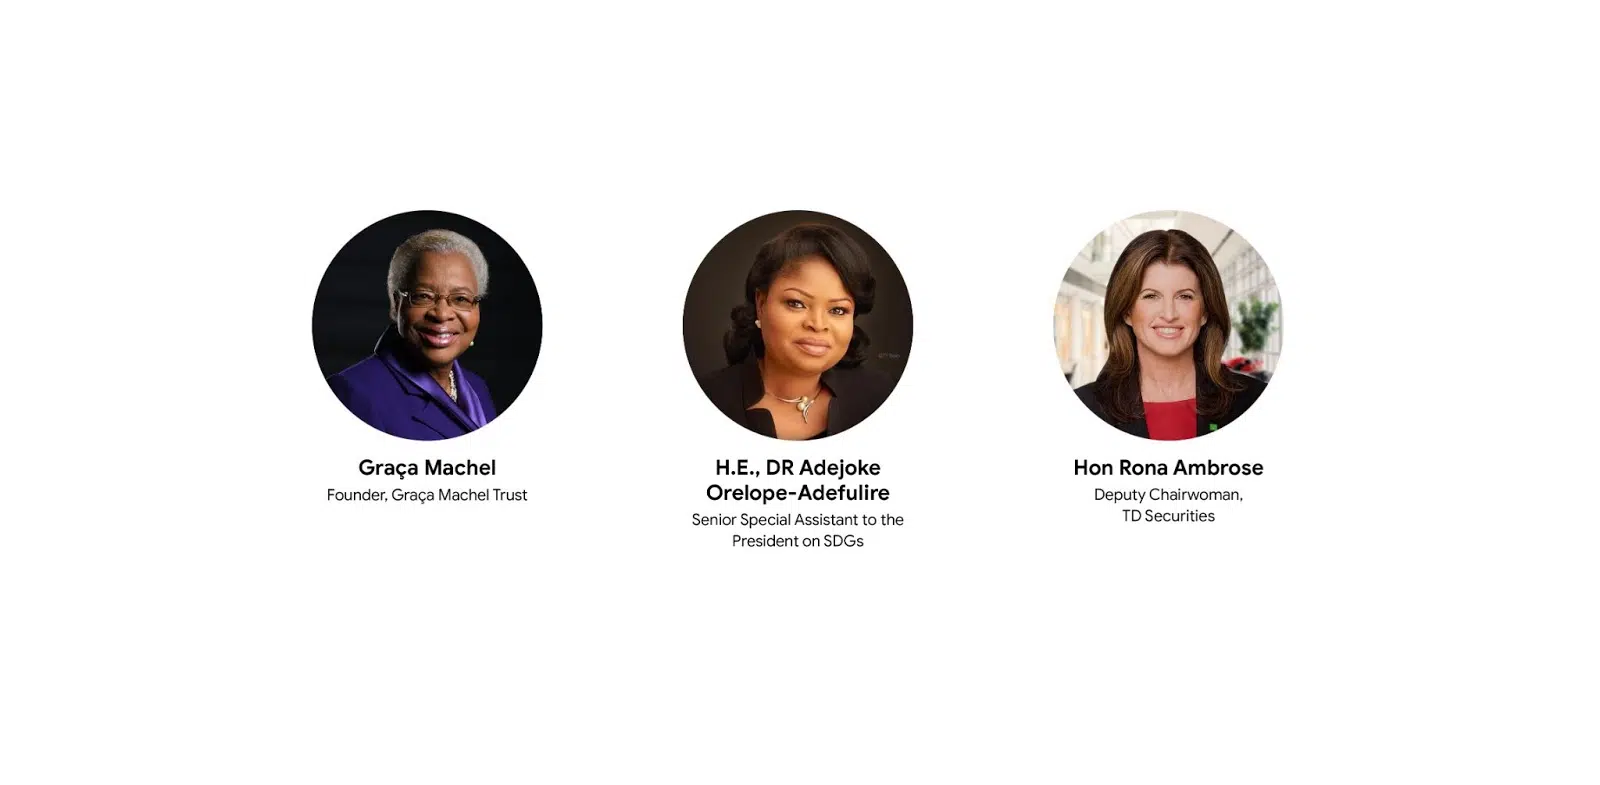 Graça Machel
Founder, Graça Machel Trust
H.E., DR Adejoke
Orelope-Adefulire
Senior Special Assistant to the
President on SDGs
Hon Rona Ambrose
Deputy Chairwoman,
TD Securities